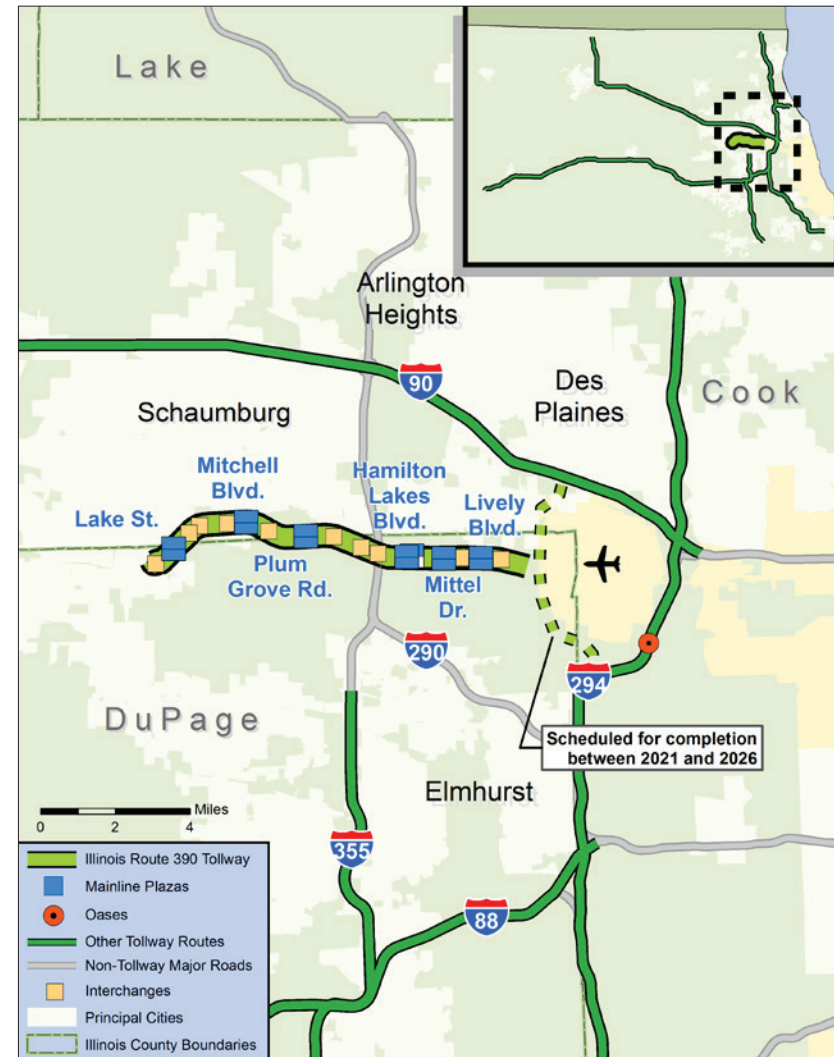 Lake
Arlington
Heights
90
Des
Plaines
Cook
Schaumburg
Mitchell
Blvd.
Hamilton
Lakes
Blvd.
Lively
Blvd.
Lake St.
Plum
Grove Rd.
Mittel
Dr.
290
294
DuPage
Scheduled for completion
between 2021 and 2026
Elmhurst
Miles
0 2 4
355
88
Illinois Route 390 Tollway
Mainline Plazas
Oases
Other Tollway Routes
Non-Tollway Major Roads
Interchanges
Principal Cities
Illinois County Boundaries